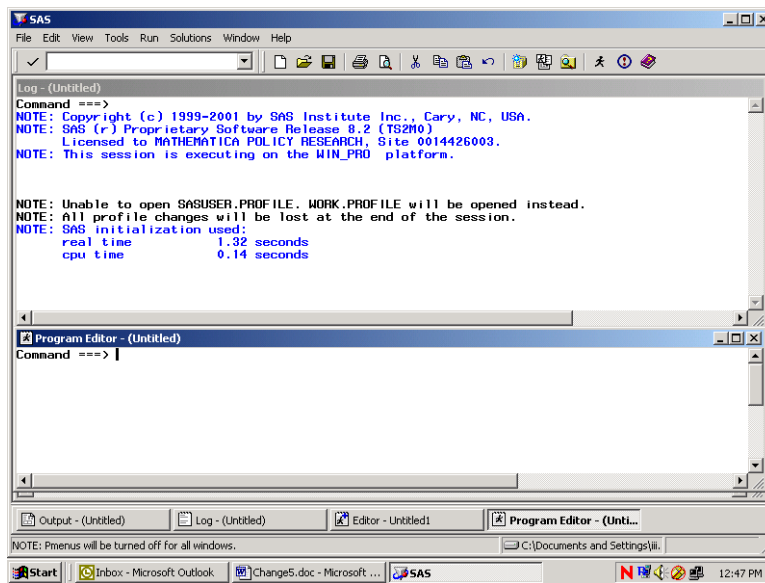 SAS
File Edit View Tools Run Solutions Window Help
Log - (Untitled)
Command ===>
NOTE: Copyright (c) 1999-2001 by SAS Institute Inc., Cary, NC, USA.
NOTE: SAS (r) Proprietary Software Release 8.2 (TS2M0)
Licensed to MATHEMATICA POLICY RESEARCH, Site 0014426003.
NOTE: This session is executing on the WIN_PRO platform.
NOTE: Unable to open SASUSER.PROFILE. WORK.PROFILE will be opened instead.
NOTE: All profile changes will be lost at the end of the session.
NOTE: SAS initialization used:
real time 1.32 seconds
cpu time 0.14 seconds
Program Editor - (Untitled)
Command ===>
Output - (Untitled) Log - (Untitled) Editor - Untitled1 Program Editor - (Unti...
NOTE: Pmenus will be turned off for all windows. C:\Documents and Settings\iii.
Start Inbox - Microsoft Outlook Change5.doc - Microsoft ... SAS N 12:47 PM